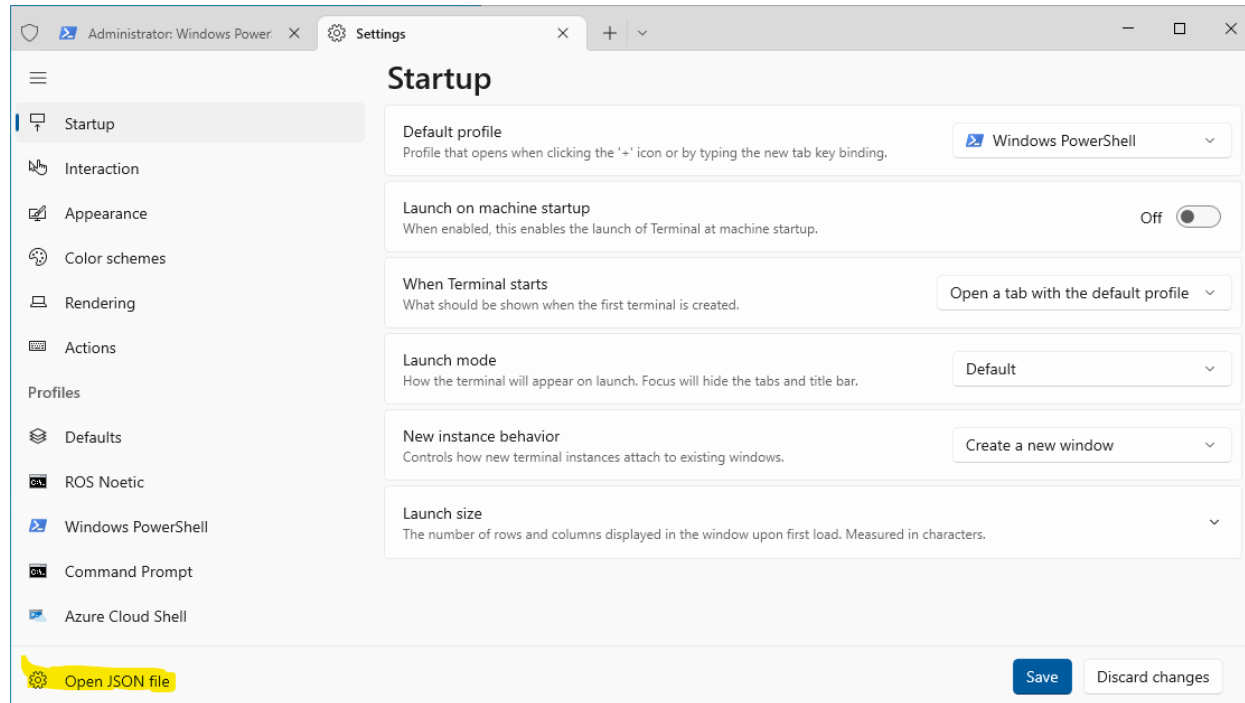 Administrator: Windows Power
Settings
Startup
Interaction
Appearance
Color schemes
Rendering
Actions
Profiles
Defaults
ROS Noetic
Windows PowerShell
Command Prompt
Azure Cloud Shell
Open JSON file
Startup
Default profile
Profile that opens when clicking the '+' icon or by typing the new tab key binding.
Windows PowerShell
Launch on machine startup
When enabled, this enables the launch of Terminal at machine startup.
Off
When Terminal starts
What should be shown when the first terminal is created.
Open a tab with the default profile
Launch mode
How the terminal will appear on launch. Focus will hide the tabs and title bar.
Default
New instance behavior
Controls how new terminal instances attach to existing windows.
Create a new window
Launch size
The number of rows and columns displayed in the window upon first load. Measured in characters.
Save
Discard changes